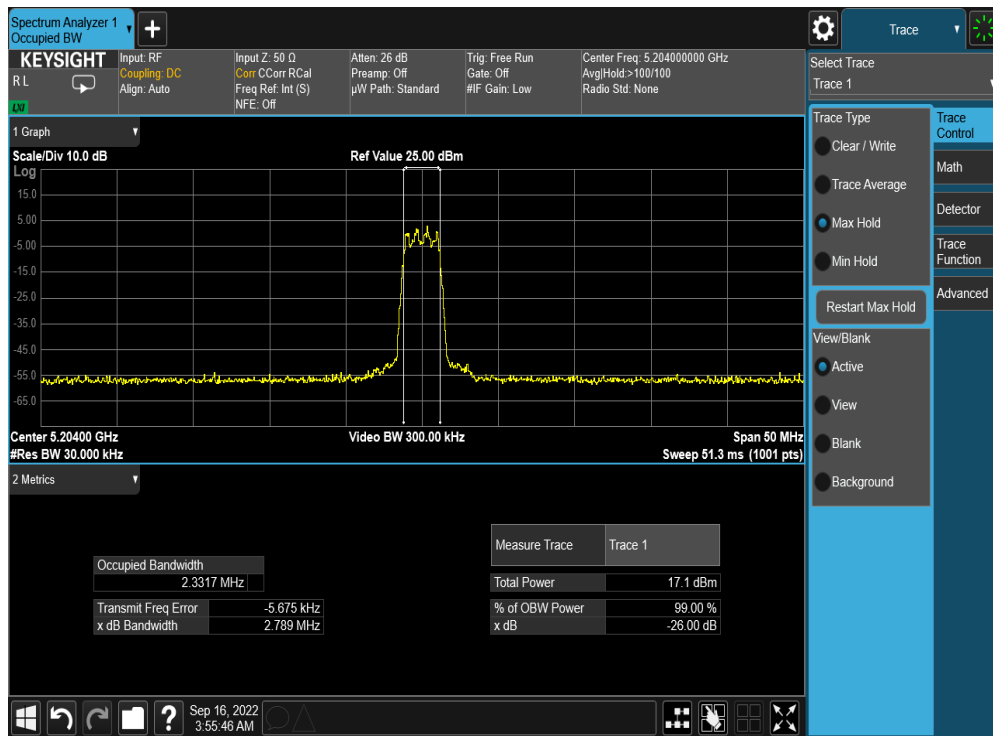 Spectrum Analyzer 1
Occupied BW
Trace
KEYSIGHT
R L
LXI
Input: RF
Coupling: DC
Align: Auto
Input Z: 50 Ω
Corr CCorr RCal
Freq Ref: Int (S)
NFE: Off
Atten: 26 dB
Preamp: Off
µW Path: Standard
Trig: Free Run
Gate: Off
#IF Gain: Low
Center Freq: 5.204000000 GHz
Avg|Hold:>100/100
Radio Std: None
1 Graph
Scale/Div 10.0 dB
Ref Value 25.00 dBm
Log
15.0
5.00
-5.00
-15.0
-25.0
-35.0
-45.0
-55.0
-65.0
Center 5.20400 GHz
Video BW 300.00 kHz
Span 50 MHz
#Res BW 30.000 kHz
Sweep 51.3 ms (1001 pts)
2 Metrics
Occupied Bandwidth
2.3317 MHz
Transmit Freq Error -5.675 kHz
x dB Bandwidth 2.789 MHz
Measure Trace Trace 1
Total Power 17.1 dBm
% of OBW Power 99.00 %
x dB -26.00 dB
?
Sep 16, 2022
3:55:46 AM
Select Trace
Trace 1
Trace Type
Clear / Write
Trace Average
Max Hold
Min Hold
Restart Max Hold
View/Blank
Active
View
Blank
Background
Trace
Control
Math
Detector
Trace
Function
Advanced